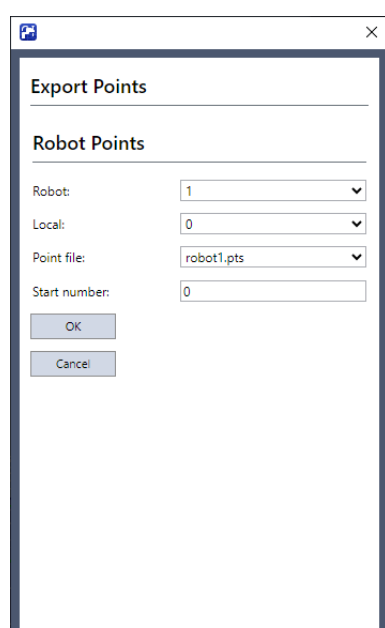 Export Points
Robot Points
Robot: 1
Local: 0
Point file: robot1.pts
Start number: 0
OK
Cancel